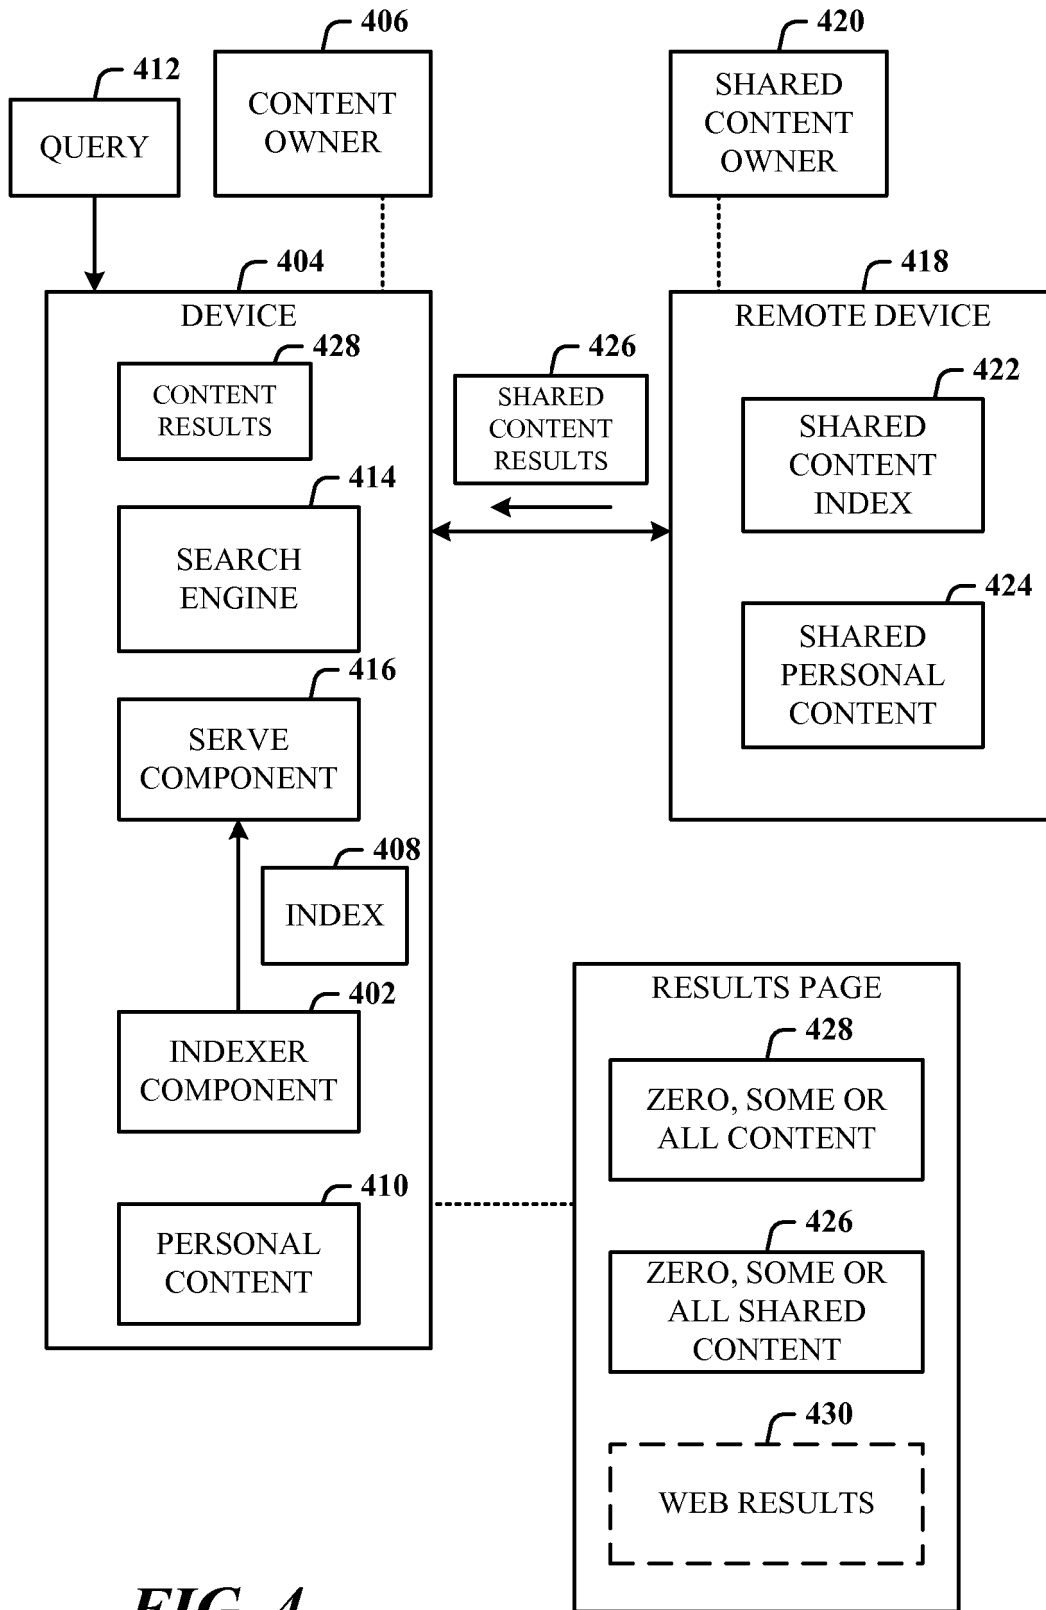 406
CONTENT
OWNER
420
SHARED
CONTENT
OWNER
412
QUERY
404
DEVICE
428
CONTENT
RESULTS
414
SEARCH
ENGINE
416
SERVE
COMPONENT
408
INDEX
402
INDEXER
COMPONENT
410
PERSONAL
CONTENT
426
SHARED
CONTENT
RESULTS
418
REMOTE DEVICE
422
SHARED
CONTENT
INDEX
424
SHARED
PERSONAL
CONTENT
RESULTS PAGE
428
ZERO, SOME OR
ALL CONTENT
426
ZERO, SOME OR
ALL SHARED
CONTENT
430
WEB RESULTS
FIG. 4